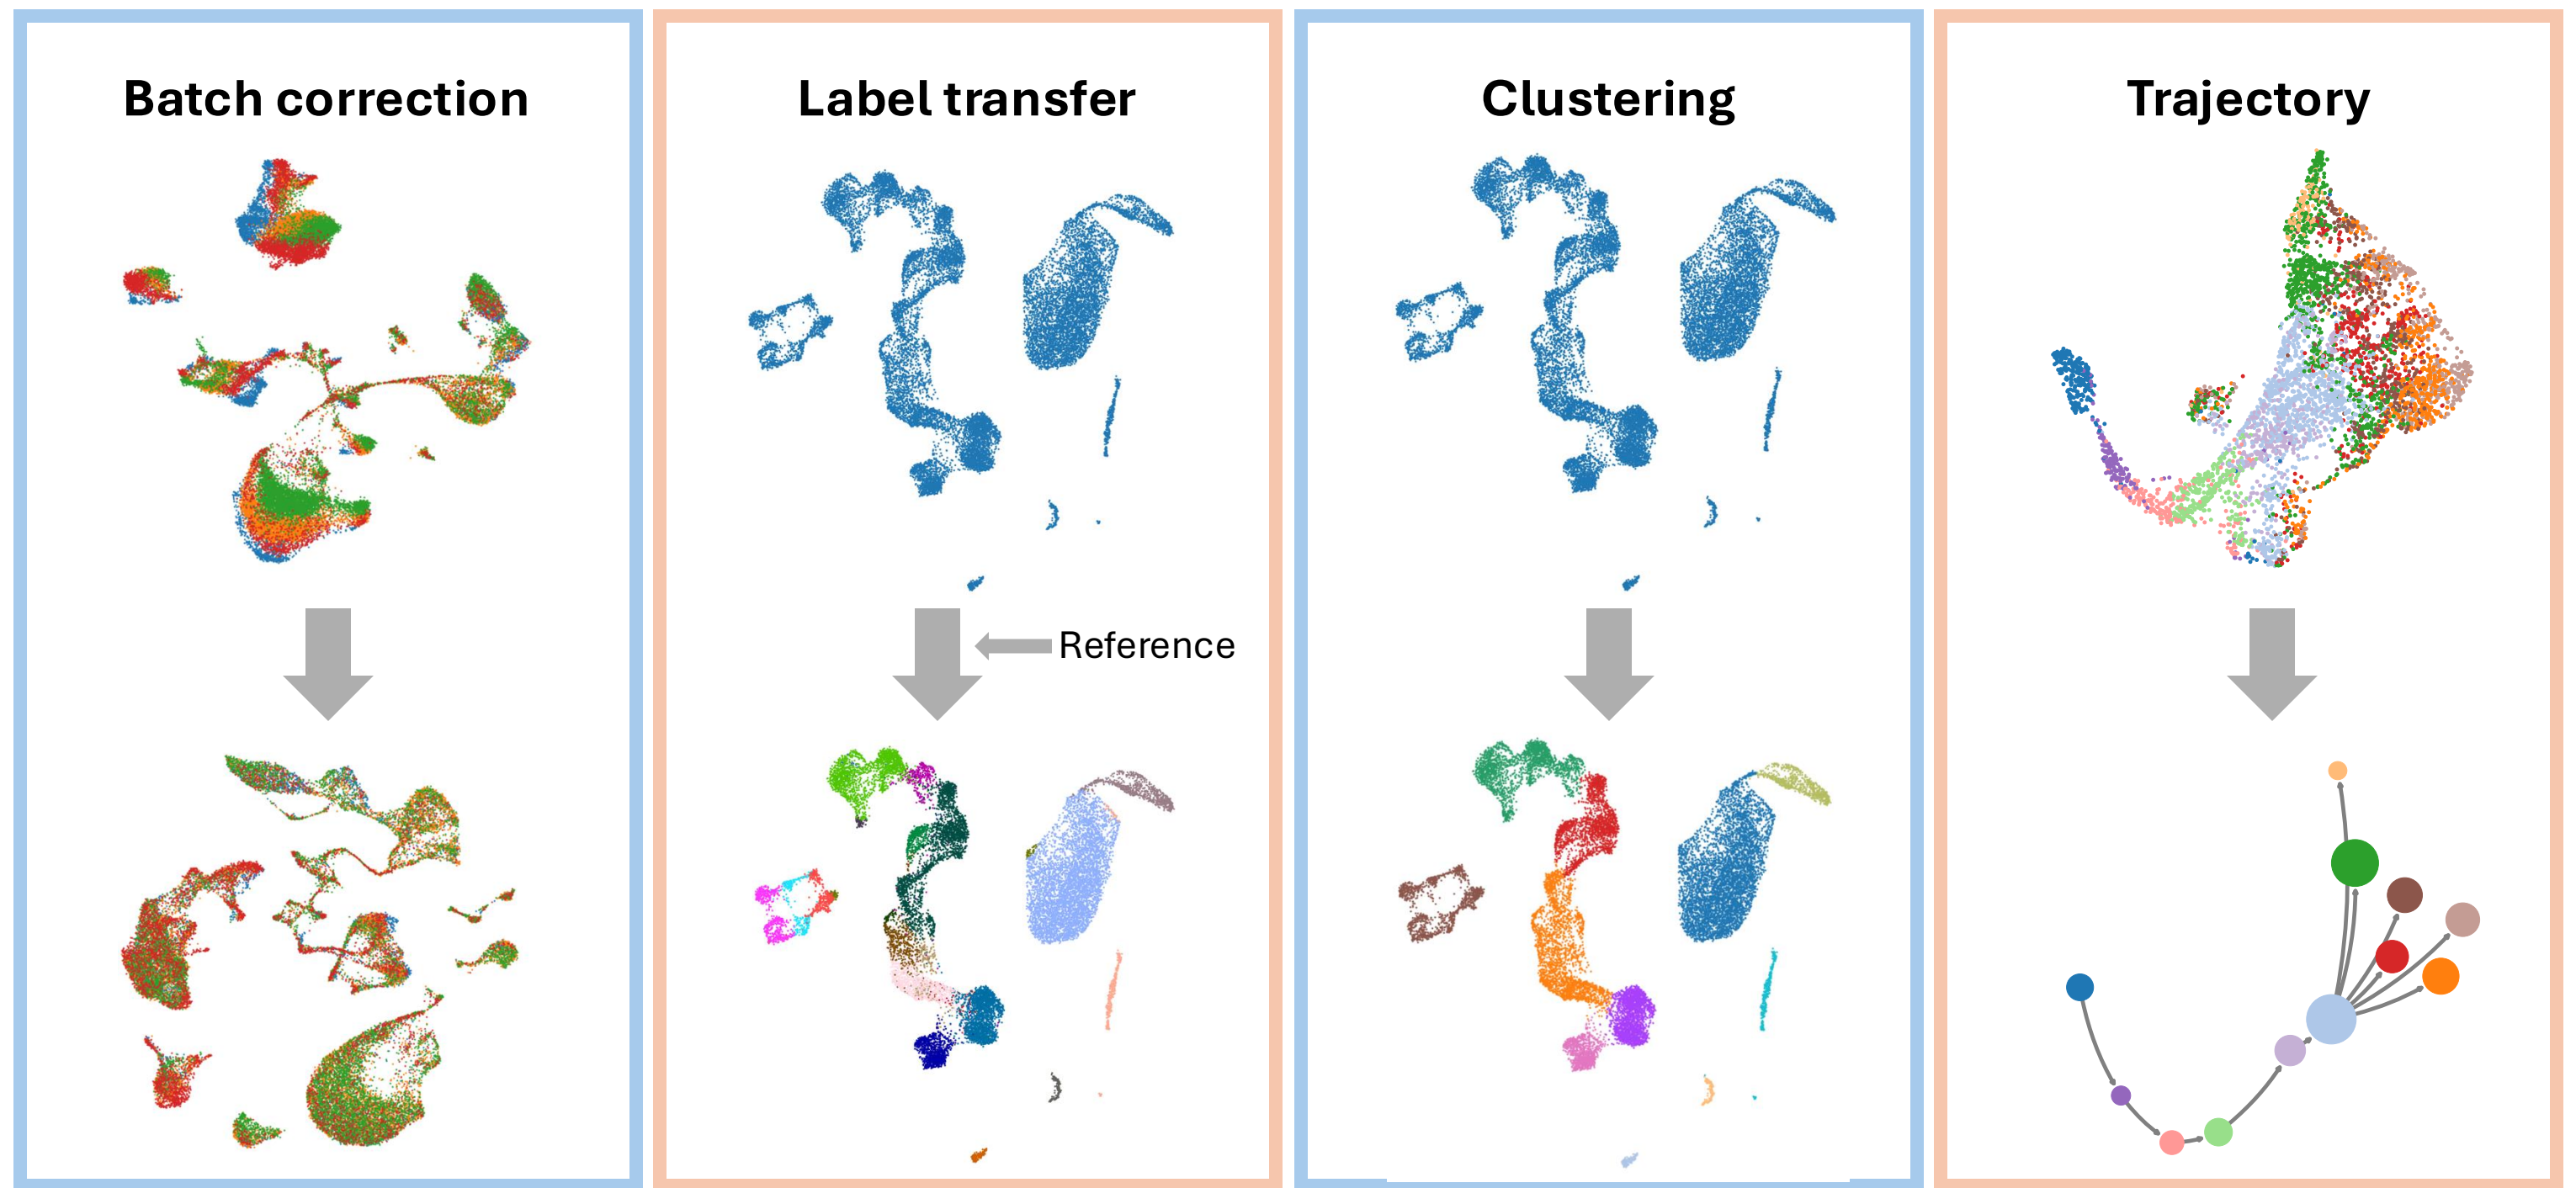 Batch correction
Label transfer
Clustering
Trajectory
Reference